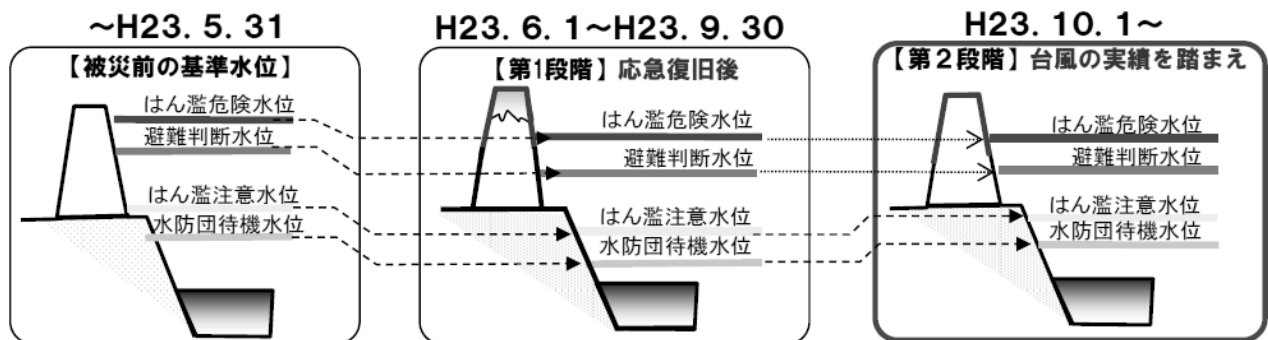 ～H23. 5. 31
【被災前の基準水位】
はん濫危険水位
避難判断水位
はん濫注意水位
水防団待機水位
H23. 6. 1～H23. 9. 30
【第1段階】応急復旧後
はん濫危険水位
避難判断水位
はん濫注意水位
水防団待機水位
H23. 10. 1～
【第２段階】台風の実績を踏まえ
はん濫危険水位
避難判断水位
はん濫注意水位
水防団待機水位